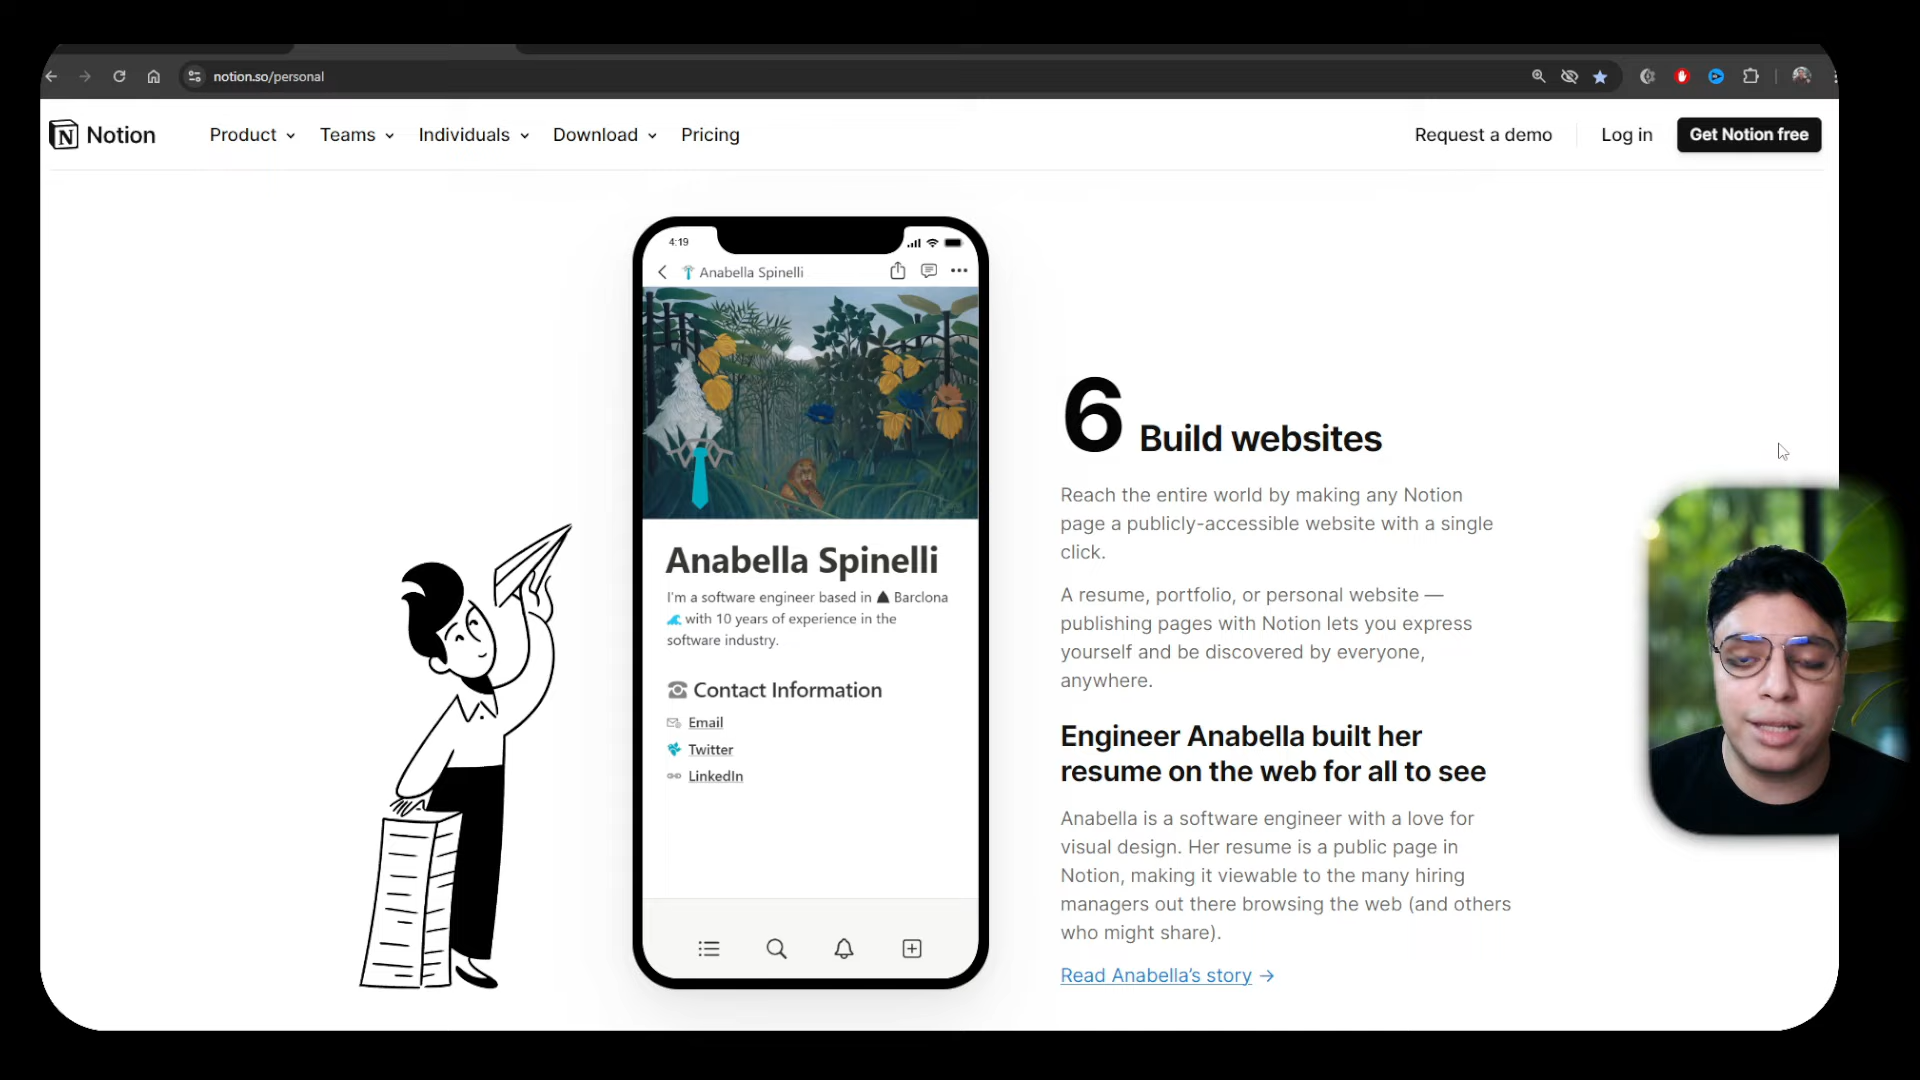 notion.so/personal
Notion
Product
Teams
Individuals
Download
Pricing
Request a demo
Log in
Get Notion free
4:19
Anabella Spinelli
Anabella Spinelli
I'm a software engineer based in Barclona
with 10 years of experience in the
software industry.
Contact Information
Email
Twitter
LinkedIn
6 Build websites
Reach the entire world by making any Notion
page a publicly-accessible website with a single
click.
A resume, portfolio, or personal website —
publishing pages with Notion lets you express
yourself and be discovered by everyone,
anywhere.
Engineer Anabella built her
resume on the web for all to see
Anabella is a software engineer with a love for
visual design. Her resume is a public page in
Notion, making it viewable to the many hiring
managers out there browsing the web (and others
who might share).
Read Anabella's story →